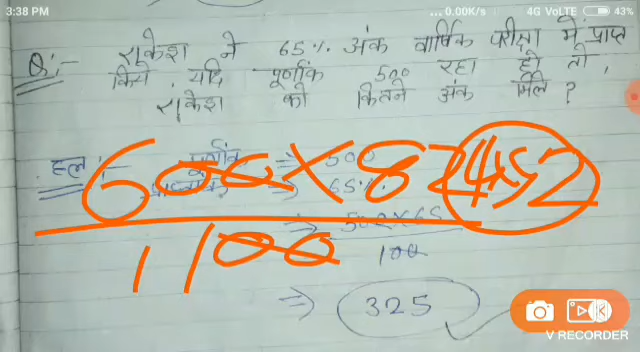 3:38 PM ...0.00K/s 4G VoLTE 43%
Q:- राकेश ने 65% अंक वार्षिक परीक्षा में प्राप्त
किये. यदि पूर्णांक 500 रहा हो तो,
राकेश को कितने अंक मिले ?
हल:- पूर्णांक ⇒ 500
⇒ 65%
⇒ 500×65
100
⇒ 325
V RECORDER